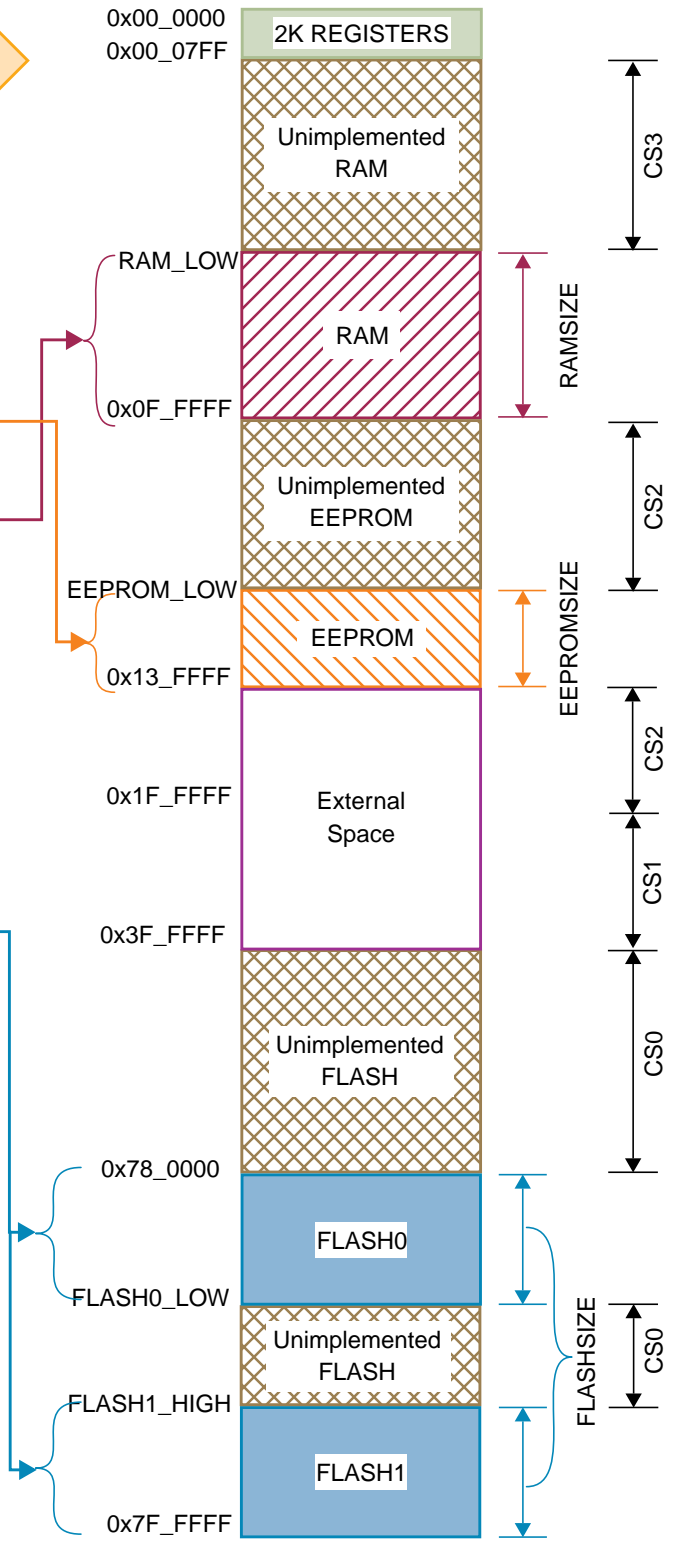 0x00_0000
2K REGISTERS
0x00_07FF
Unimplemented
RAM
CS3
RAM_LOW
RAM
RAMSIZE
0x0F_FFFF
Unimplemented
EEPROM
CS2
EEPROM_LOW
EEPROM
EEPROMSIZE
0x13_FFFF
CS2
0x1F_FFFF
External
Space
CS1
0x3F_FFFF
Unimplemented
FLASH
CS0
0x78_0000
FLASH0
FLASH0_LOW
Unimplemented
FLASH
FLASHSIZE
CS0
FLASH1_HIGH
FLASH1
0x7F_FFFF